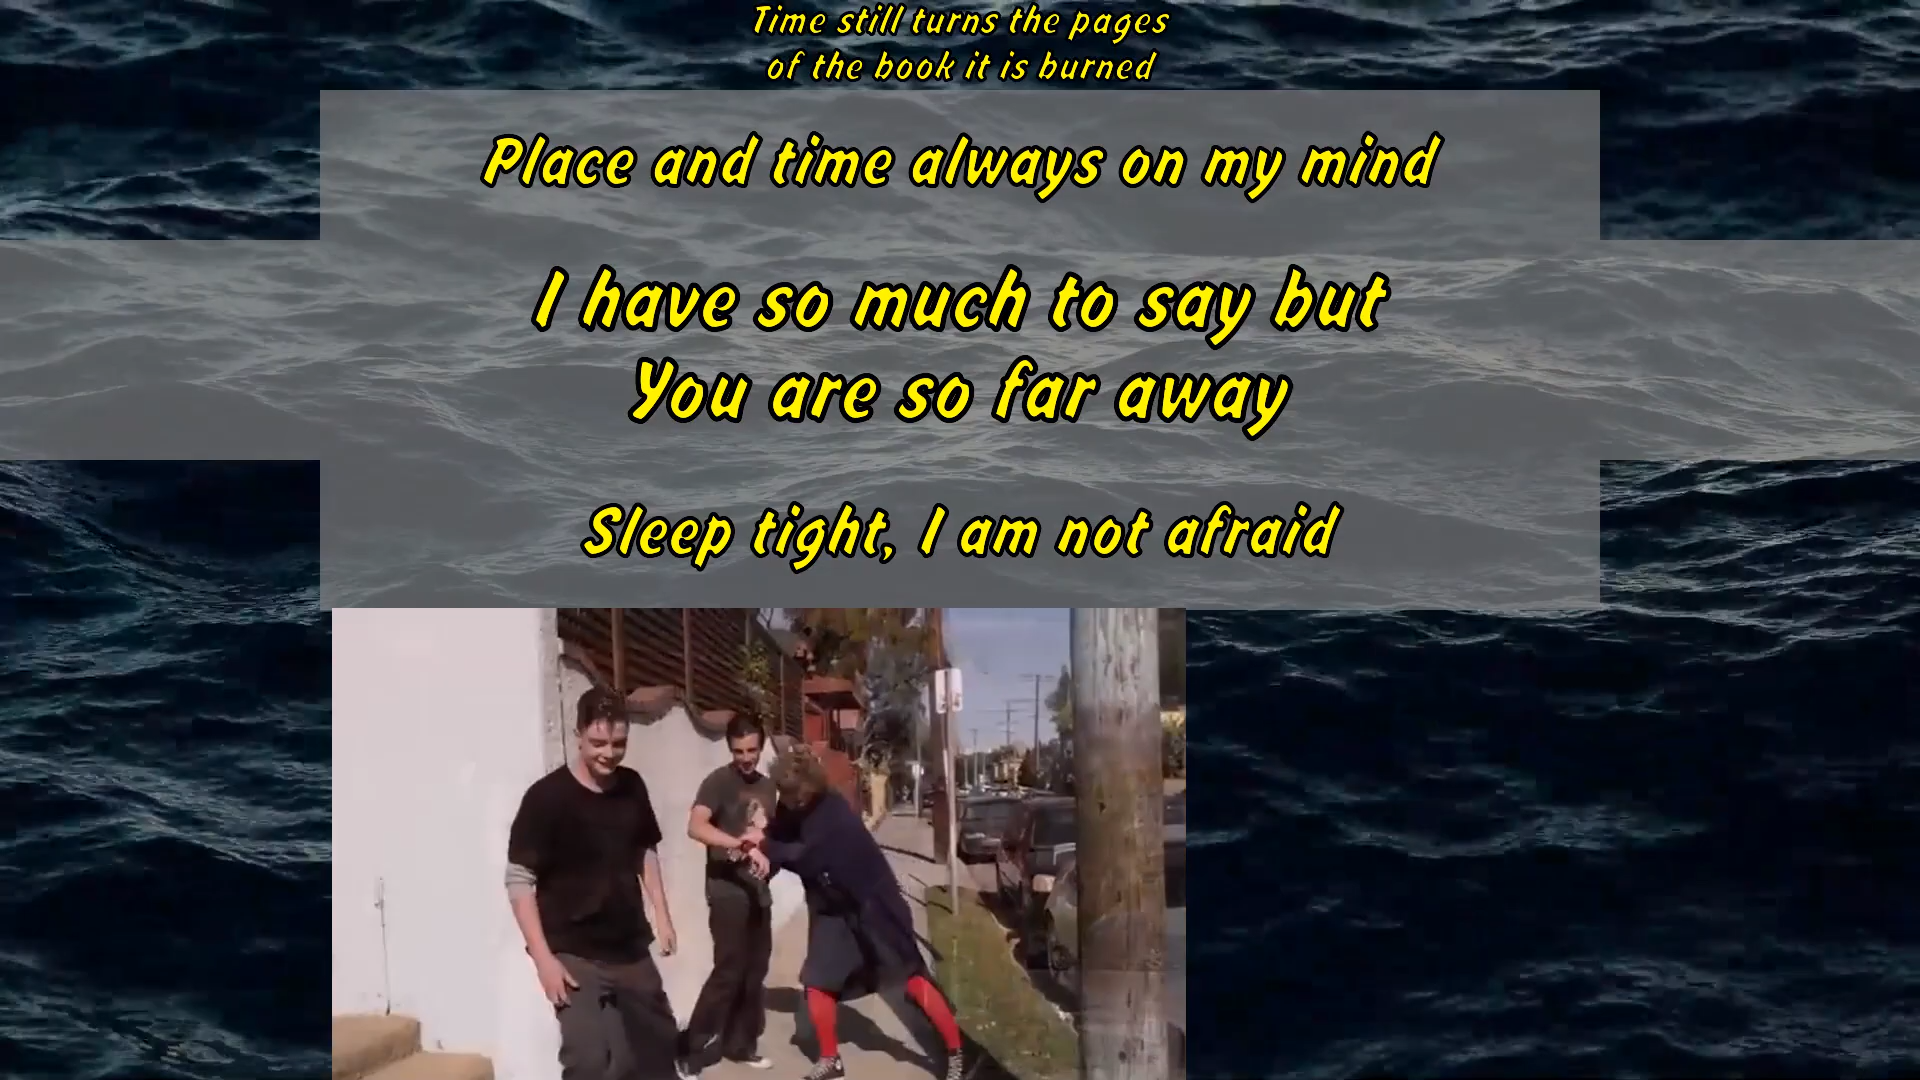 Time still turns the pages
of the book it is burned
Place and time always on my mind
I have so much to say but
You are so far away
Sleep tight, I am not afraid